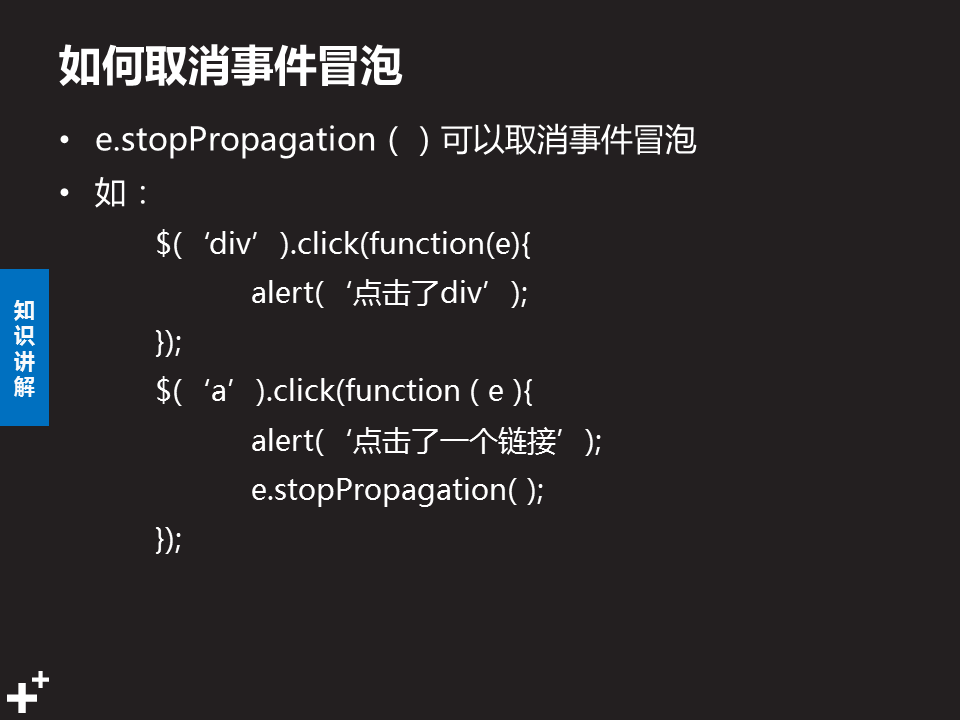 如何取消事件冒泡
• e.stopPropagation（ ）可以取消事件冒泡
• 如：
$(‘div’).click(function(e){
alert(‘点击了div’);
});
$(‘a’).click(function ( e ){
alert(‘点击了一个链接’);
e.stopPropagation( );
});
知
识
讲
解